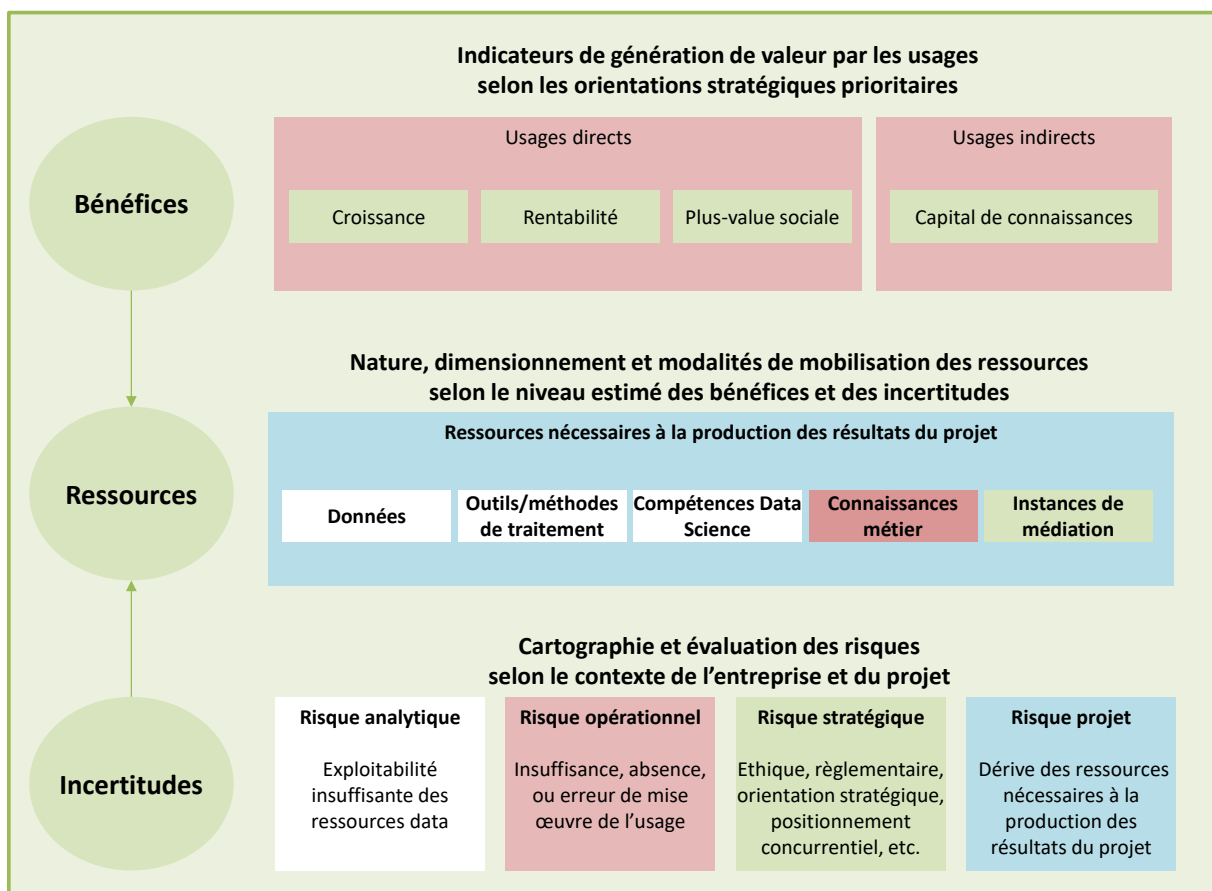 Indicateurs de génération de valeur par les usages
selon les orientations stratégiques prioritaires
Bénéfices
Usages directs
Croissance
Rentabilité
Plus-value sociale
Usages indirects
Capital de connaissances
Nature, dimensionnement et modalités de mobilisation des ressources
selon le niveau estimé des bénéfices et des incertitudes
Ressources
Ressources nécessaires à la production des résultats du projet
Données
Outils/méthodes
de traitement
Compétences Data
Science
Connaissances
métier
Instances de
médiation
Cartographie et évaluation des risques
selon le contexte de l’entreprise et du projet
Incertitudes
Risque analytique
Exploitabilité
insuffisante des
ressources data
Risque opérationnel
Insuffisance, absence,
ou erreur de mise
œuvre de l’usage
Risque stratégique
Ethique, règlementaire,
orientation stratégique,
positionnement
concurrentiel, etc.
Risque projet
Dérive des ressources
nécessaires à la
production des
résultats du projet